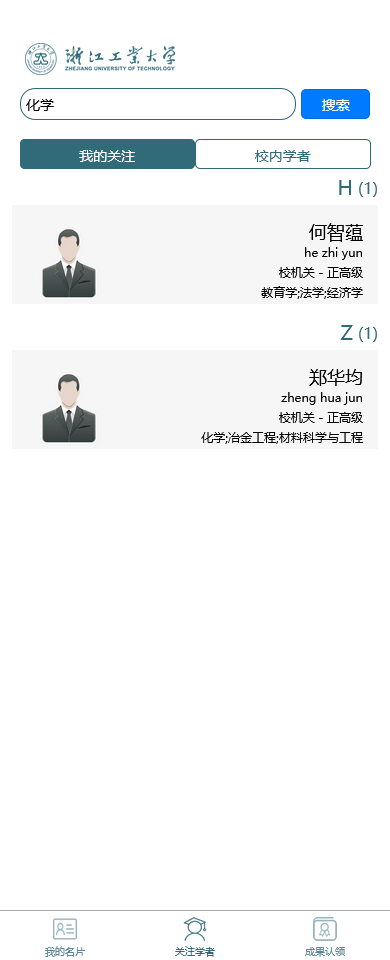 浙江工业大学
ZHEJIANG UNIVERSITY OF TECHNOLOGY
化学
搜索
我的关注
校内学者
H (1)
何智蕴
he zhi yun
校机关 - 正高级
教育学;法学;经济学
Z (1)
郑华均
zheng hua jun
校机关 - 正高级
化学;冶金工程;材料科学与工程
我的名片
关注学者
成果认领